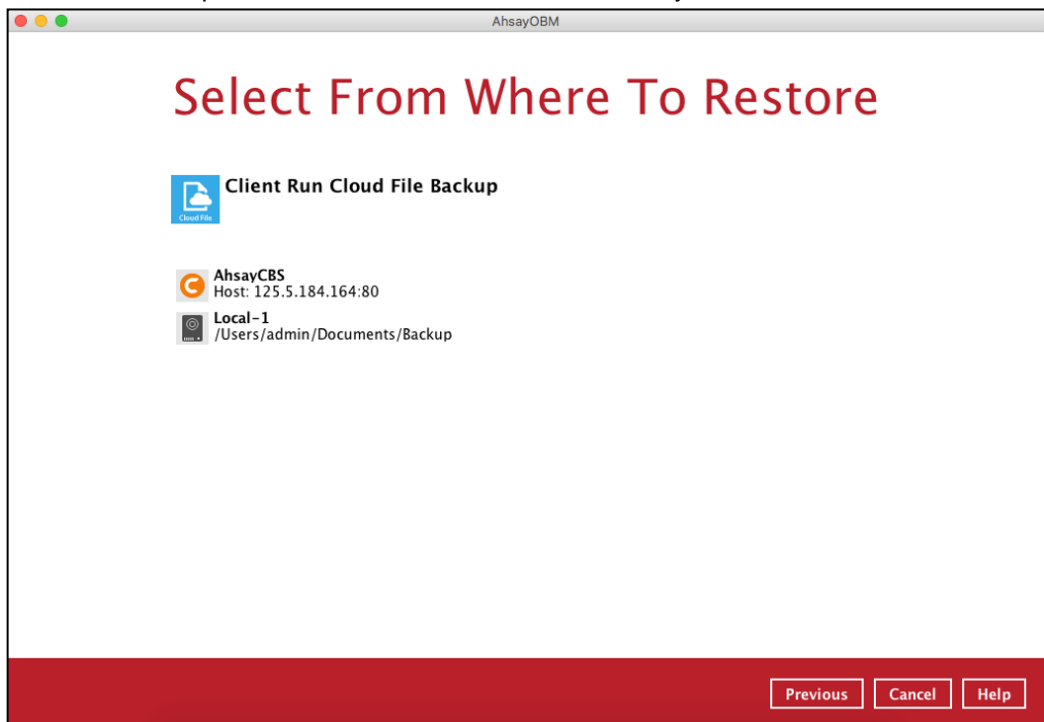 AhsayOBM
Select From Where To Restore
Client Run Cloud File Backup
Cloud File
AhsayCBS
Host: 125.5.184.164:80
Local-1
/Users/admin/Documents/Backup
Previous Cancel Help